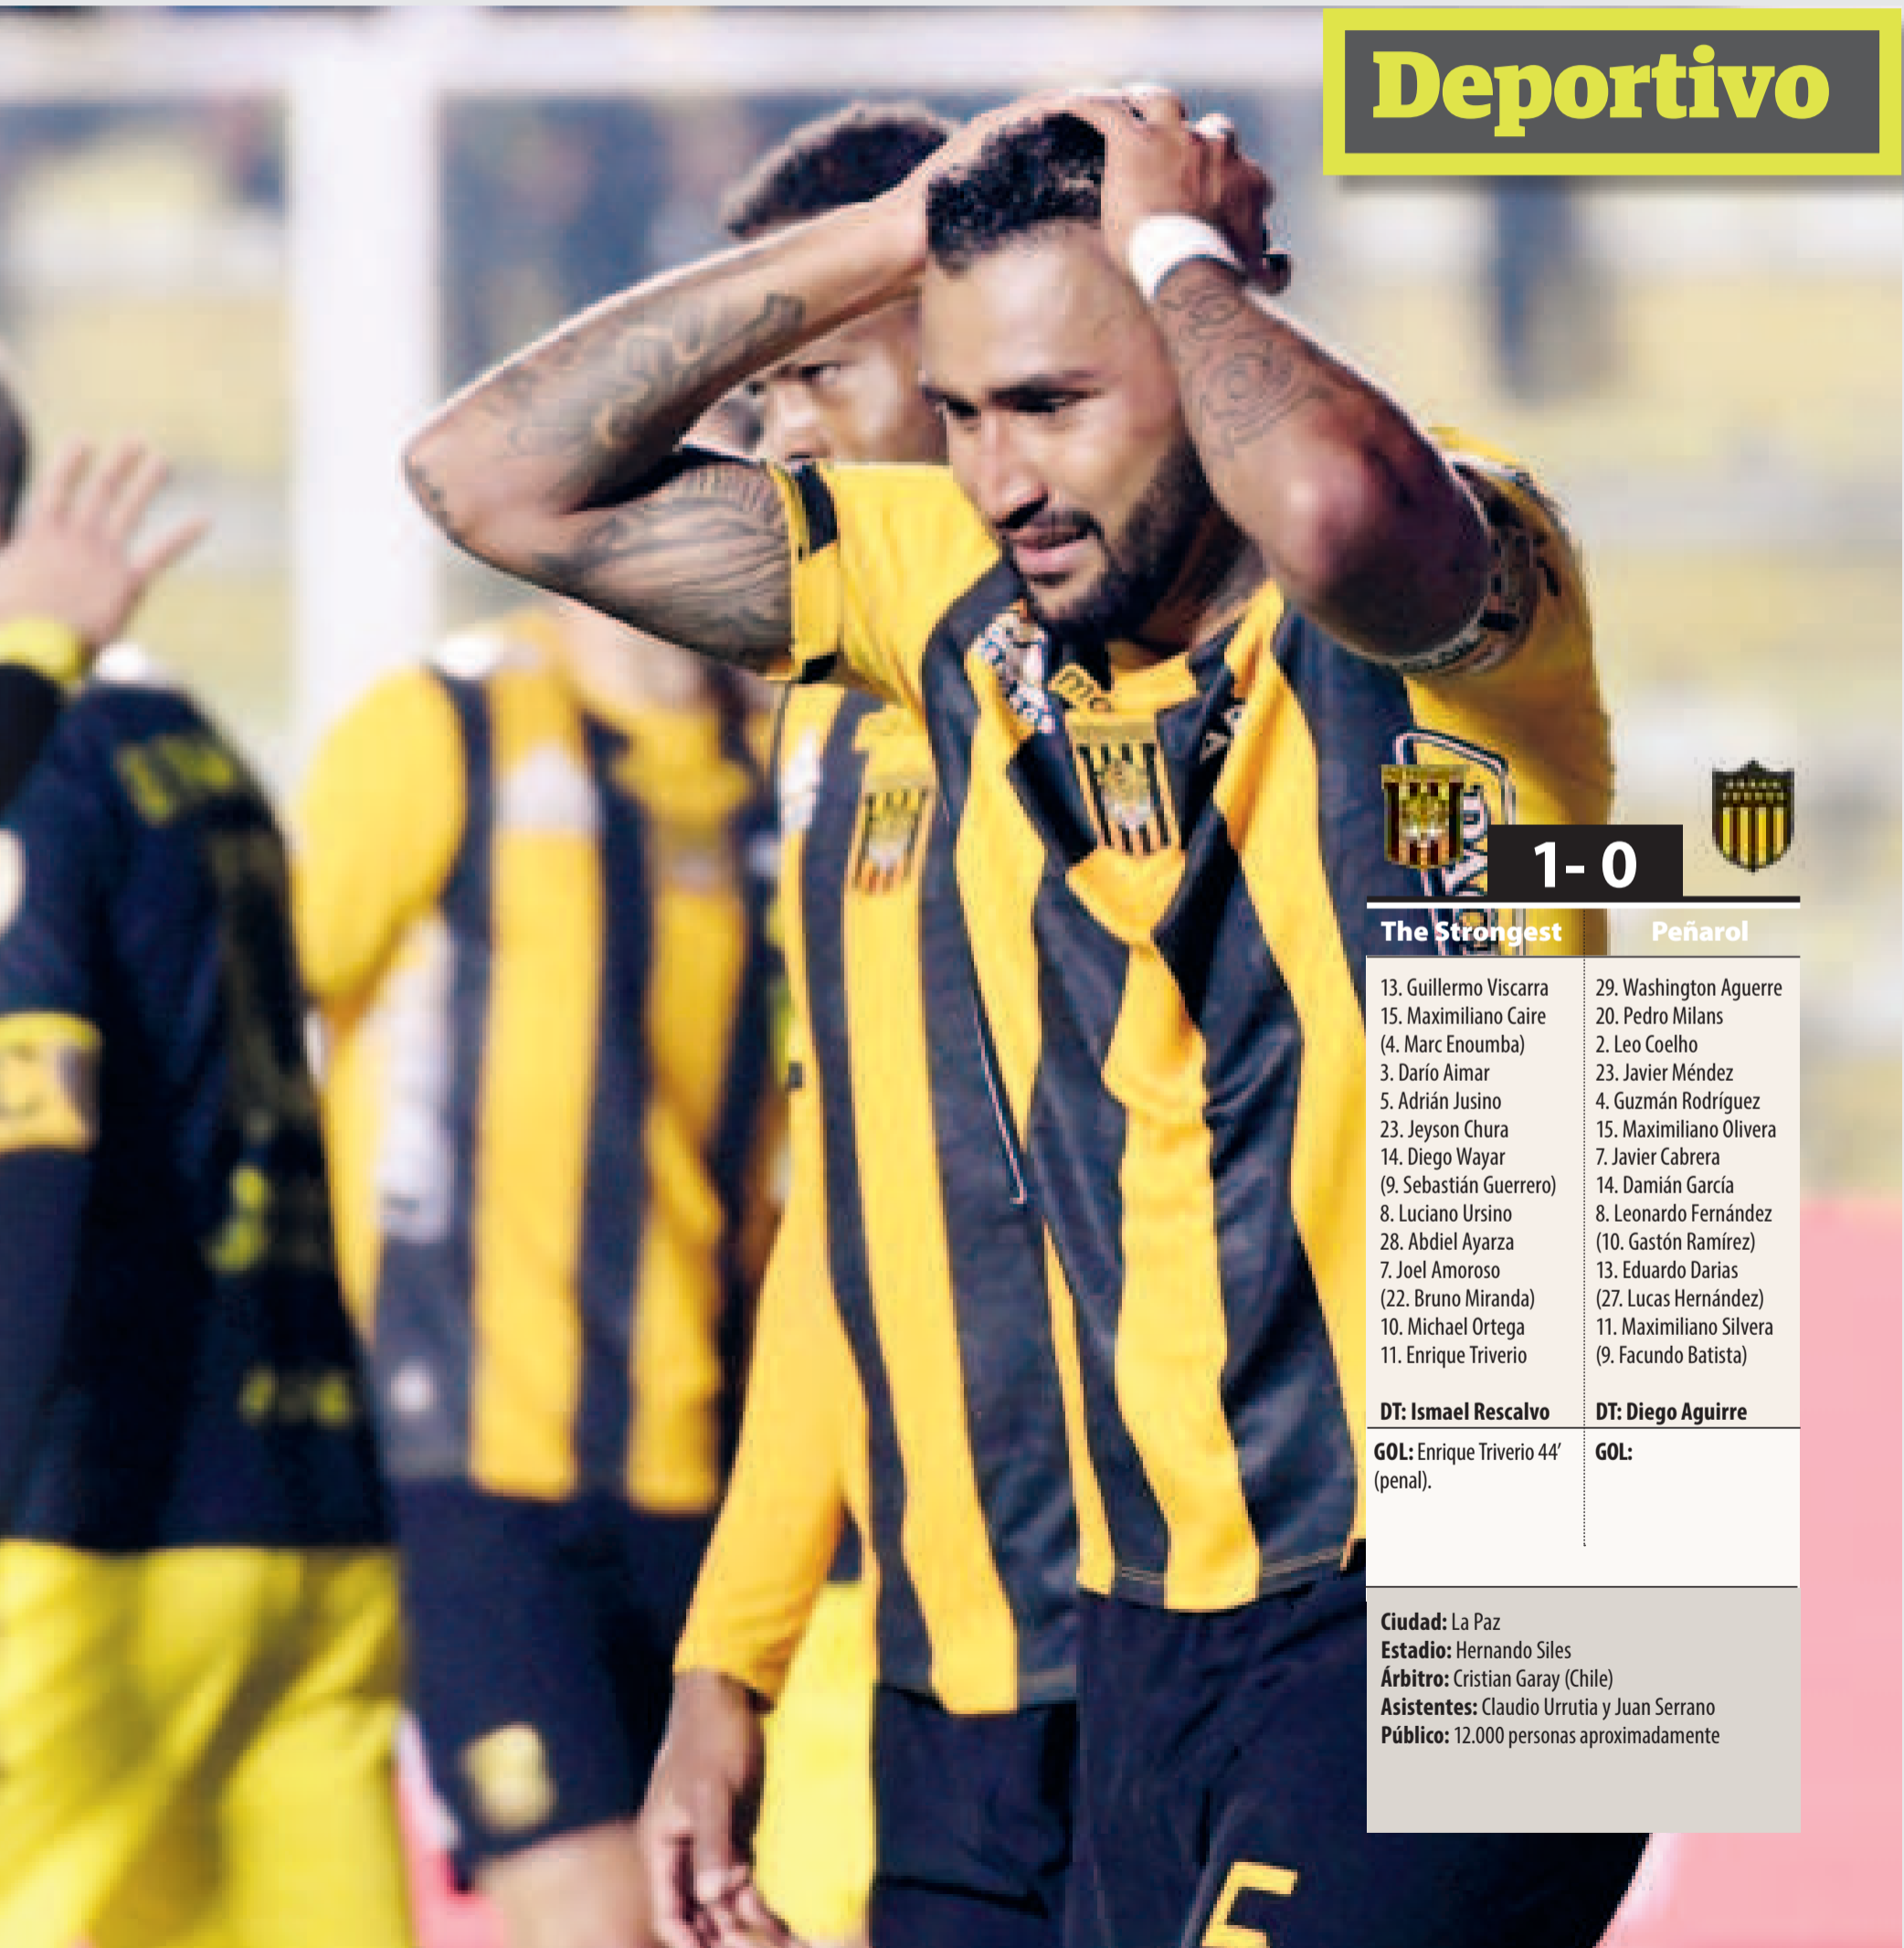 Deportivo
1- 0
The Strongest
Peñarol
13. Guillermo Viscarra
15. Maximiliano Caire
(4. Marc Enoumba)
3. Darío Aimar
5. Adrián Jusino
23. Jeyson Chura
14. Diego Wayar
(9. Sebastián Guerrero)
8. Luciano Ursino
28. Abdiel Ayarza
7. Joel Amoroso
(22. Bruno Miranda)
10. Michael Ortega
11. Enrique Triverio
DT: Ismael Rescalvo
GOL: Enrique Triverio 44’
(penal).
29. Washington Aguerre
20. Pedro Milans
2. Leo Coelho
23. Javier Méndez
4. Guzmán Rodríguez
15. Maximiliano Olivera
7. Javier Cabrera
14. Damián García
8. Leonardo Fernández
(10. Gastón Ramírez)
13. Eduardo Darias
(27. Lucas Hernández)
11. Maximiliano Silvera
(9. Facundo Batista)
DT: Diego Aguirre
GOL:
Ciudad: La Paz
Estadio: Hernando Siles
Árbitro: Cristian Garay (Chile)
Asistentes: Claudio Urrutia y Juan Serrano
Público: 12.000 personas aproximadamente
5